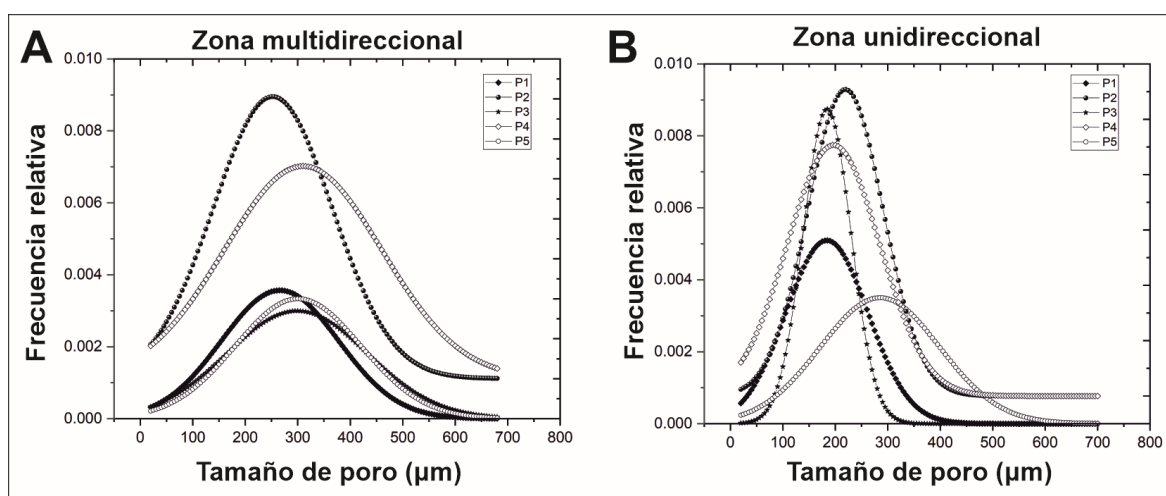 A
Zona multidireccional
0.010
0.008
0.006
0.004
0.002
0.000
0 100 200 300 400 500 600 700 800
Frecuencia relativa
Tamaño de poro (µm)
P1
P2
P3
P4
P5
B
Zona unidireccional
0.010
0.008
0.006
0.004
0.002
0.000
0 100 200 300 400 500 600 700 800
Frecuencia relativa
Tamaño de poro (µm)
P1
P2
P3
P4
P5